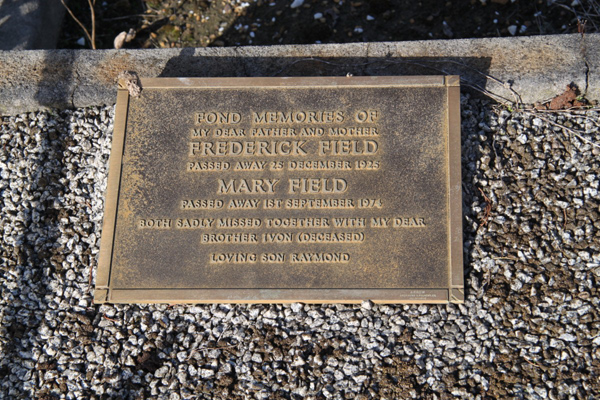 FOND MEMORIES OF
MY DEAR FATHER AND MOTHER
FREDERICK FIELD
PASSED AWAY 25 DECEMBER 1925
MARY FIELD
PASSED AWAY 1ST SEPTEMBER 1974
BOTH SADLY MISSED TOGETHER WITH MY DEAR
BROTHER IVON (DECEASED)
LOVING SON RAYMOND